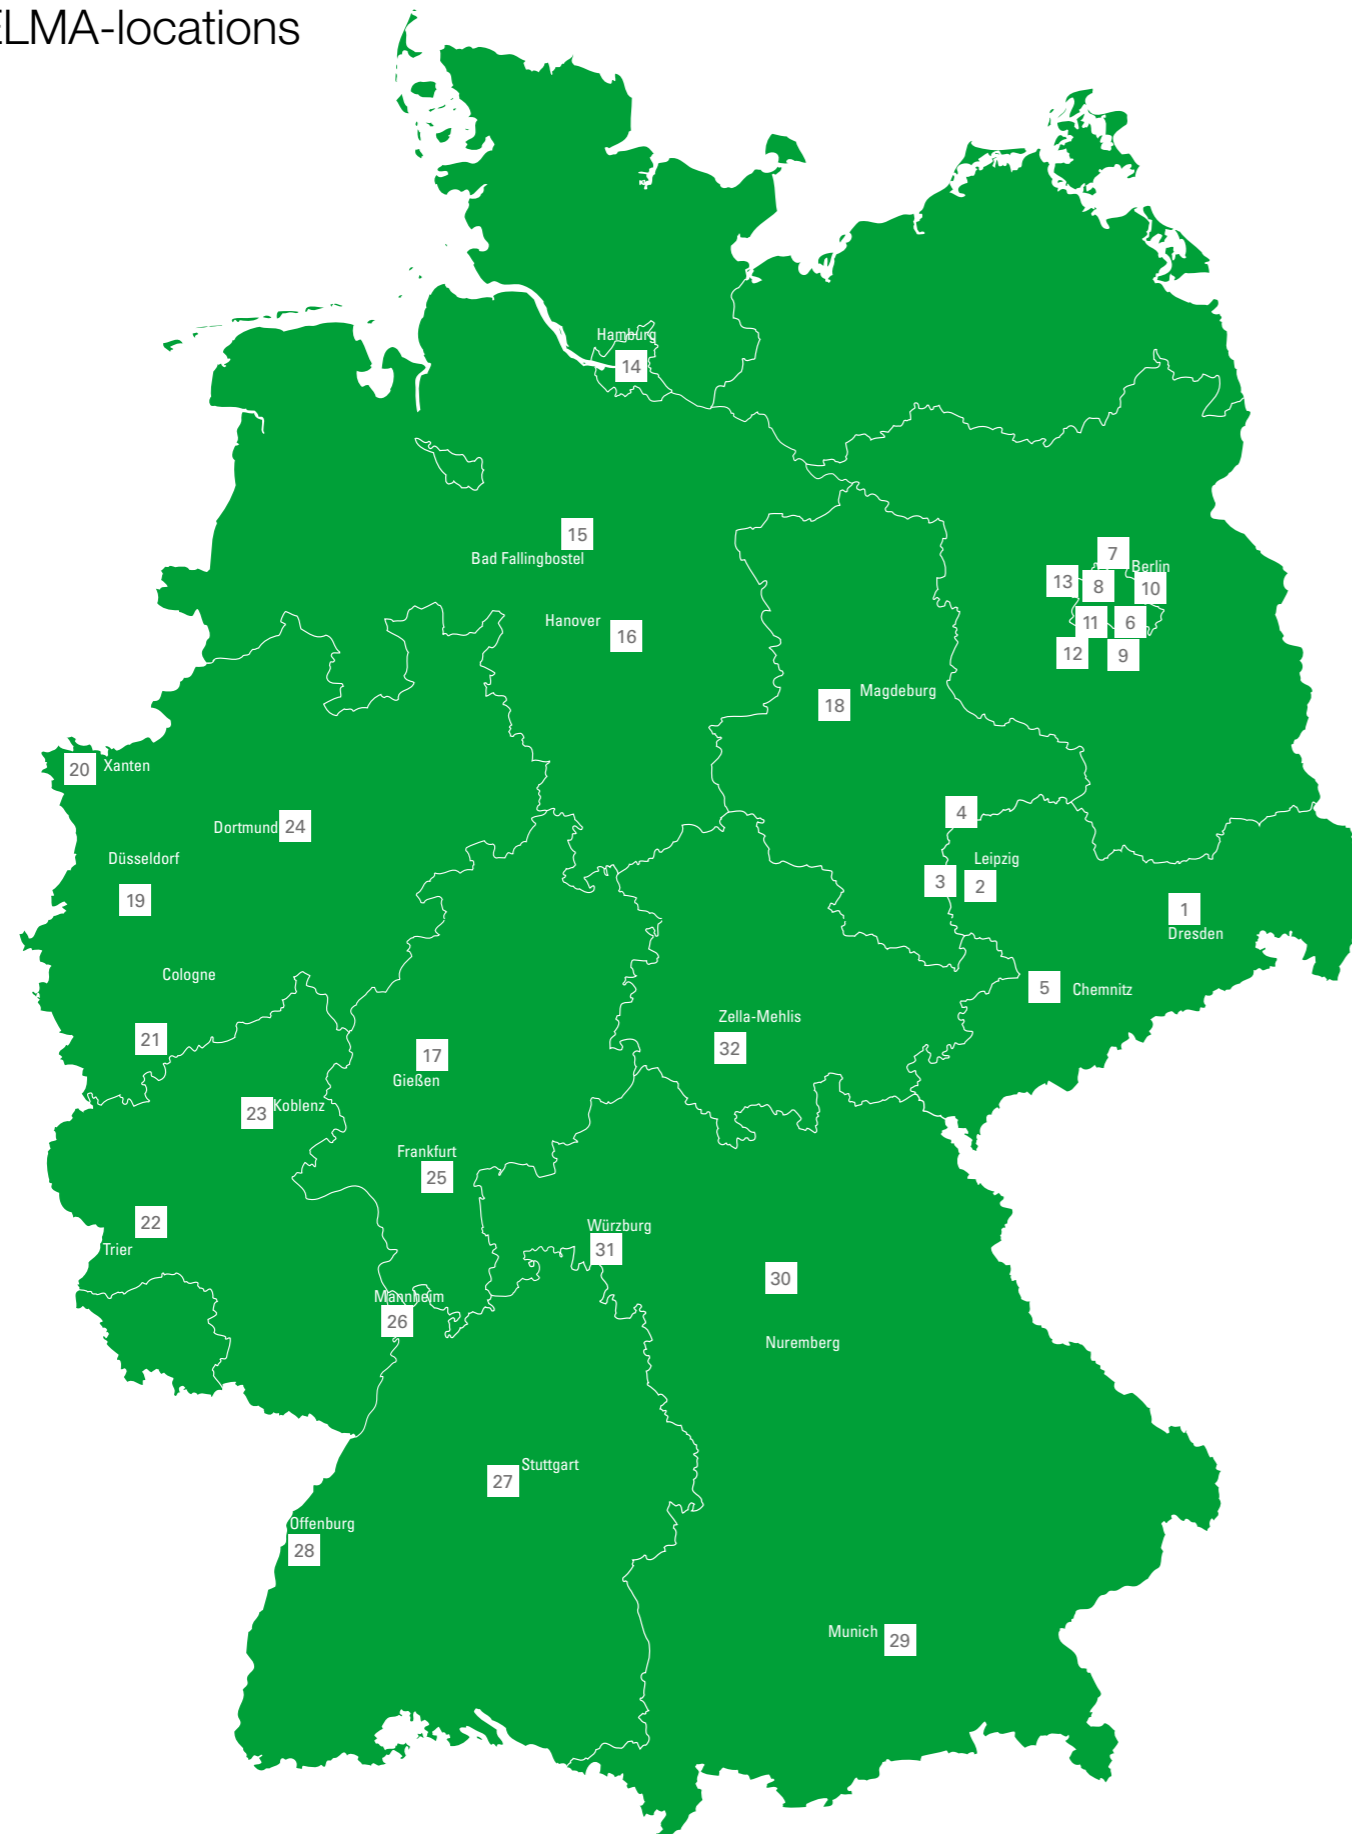 ELMA-locations
Hamburg
14
15
Bad Fallingbostel
Hanover
16
7
Berlin
13
8
10
11
6
12
9
18
Magdeburg
20
Xanten
Dortmund
24
4
Düsseldorf
19
Leipzig
3
2
1
Dresden
Cologne
5
Chemnitz
21
Zella-Mehlis
32
17
Gießen
23
Koblenz
Frankfurt
25
22
Trier
Würzburg
31
30
Mannheim
26
Nuremberg
Stuttgart
27
Offenburg
28
Munich
29